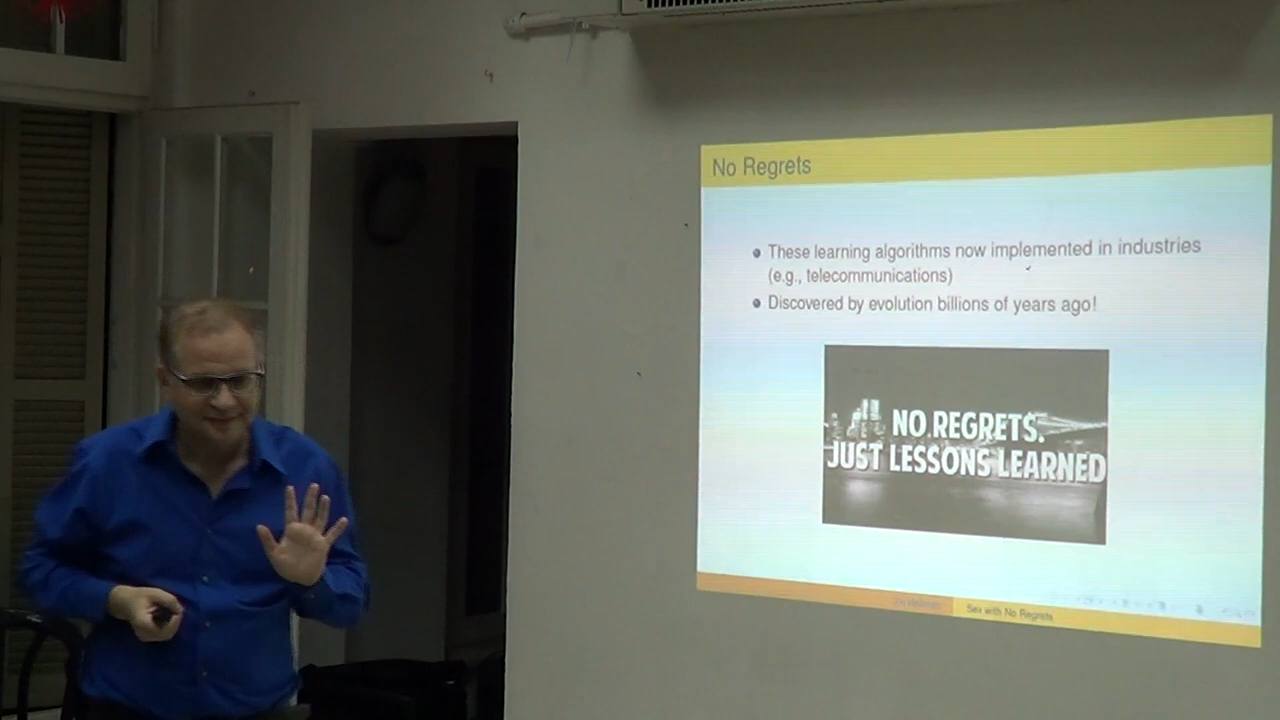 No Regrets
These learning algorithms now implemented in industries
(e.g., telecommunications)
Discovered by evolution billions of years ago!
NO REGRETS.
JUST LESSONS LEARNED
Sex with No Regrets